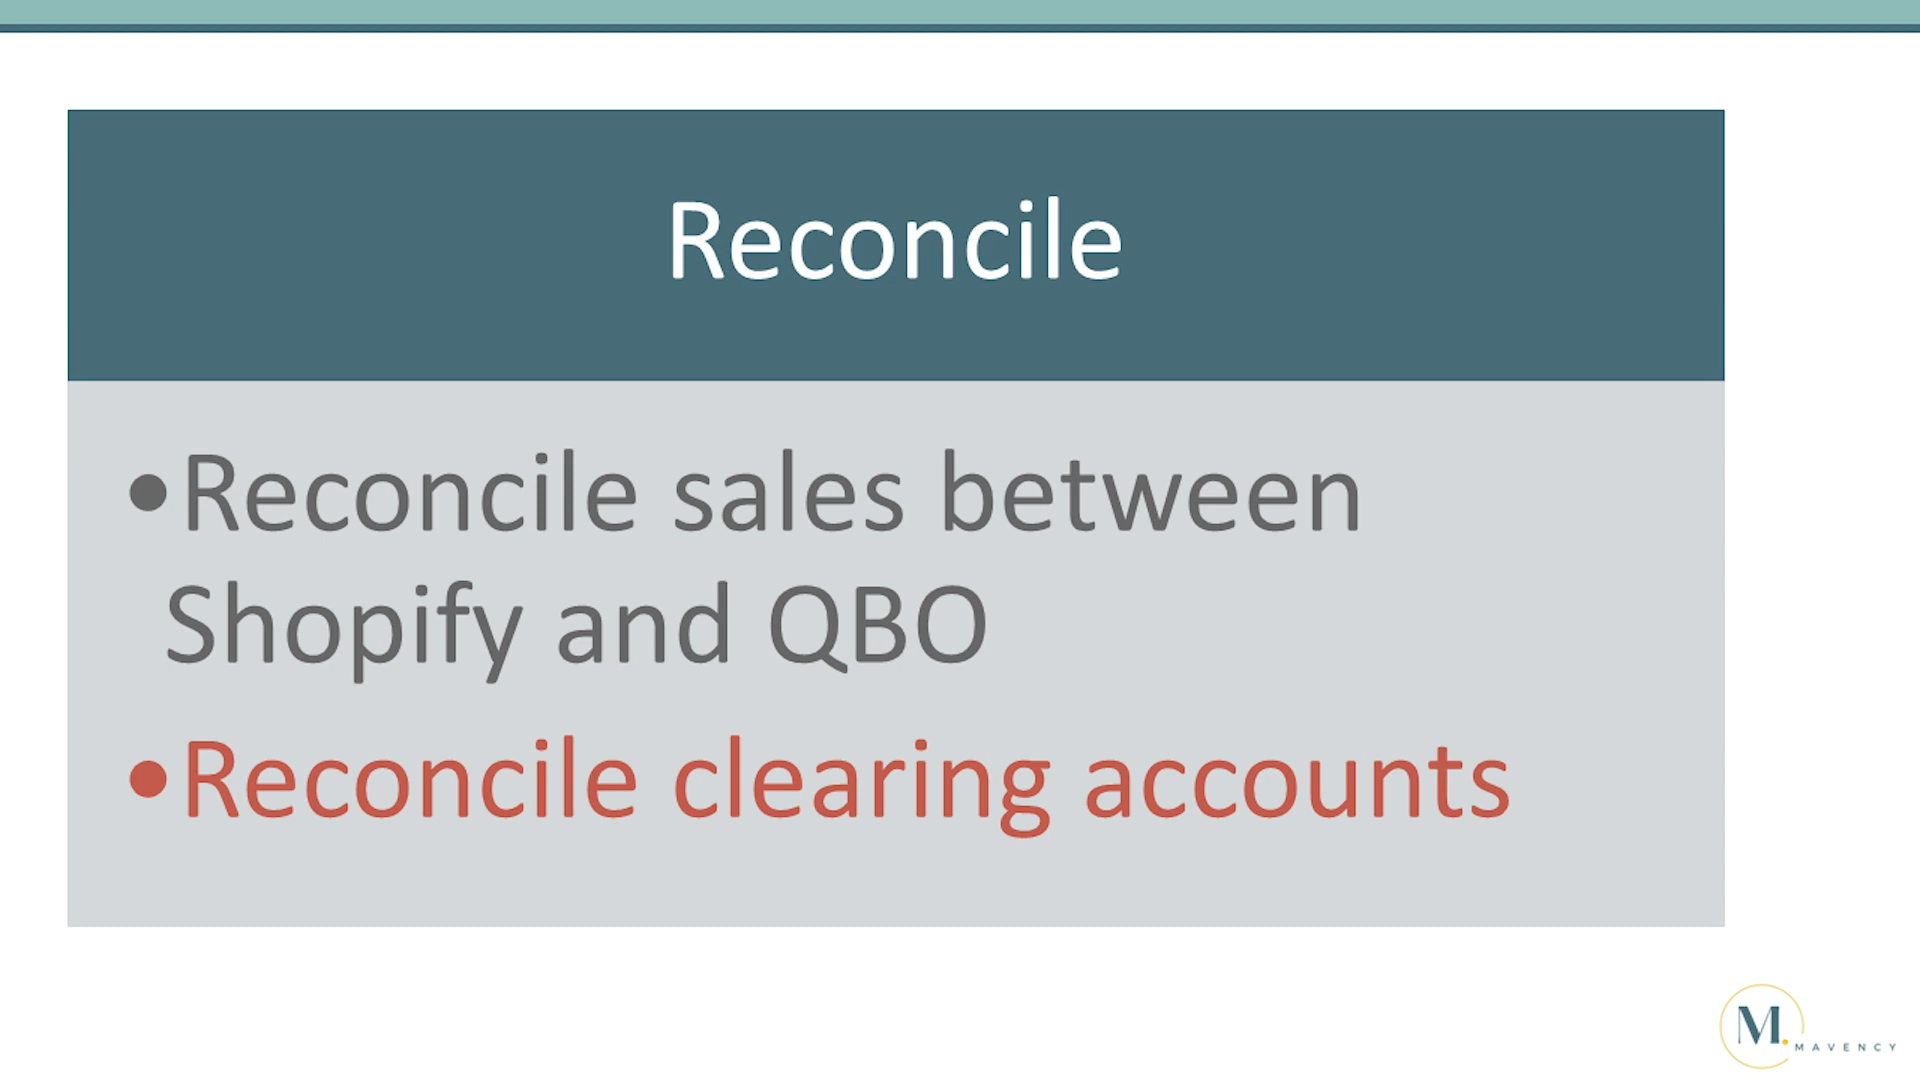 Reconcile
•Reconcile sales between
Shopify and QBO
•Reconcile clearing accounts
M.
MAVENCY